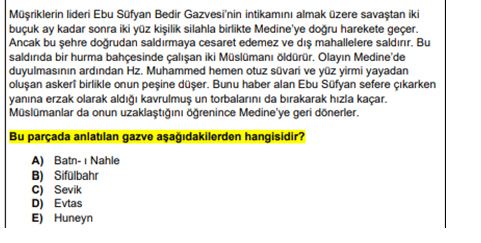 Müşriklerin lideri Ebu Süfyan Bedir Gazvesi’nin intikamını almak üzere savaştan iki
buçuk ay kadar sonra iki yüz kişilik silahla birlikte Medine’ye doğru harekete geçer.
Ancak bu şehre doğrudan saldırmaya cesaret edemez ve dış mahallelere saldırır. Bu
saldırıda bir hurma bahçesinde çalışan iki Müslümanı öldürür. Olayın Medine’de
duyulmasının ardından Hz. Muhammed hemen otuz süvari ve yüz yirmi yayadan
oluşan askerî birlikle onun peşine düşer. Bunu haber alan Ebu Süfyan sefere çıkarken
yanına erzak olarak aldığı kavrulmuş un torbalarını da bırakarak hızla kaçar.
Müslümanlar da onun uzaklaştığını öğrenince Medine’ye geri dönerler.
Bu parçada anlatılan gazve aşağıdakilerden hangisidir?
A) Batn- ı Nahle
B) Sifülbahr
C) Sevik
D) Evtas
E) Huneyn